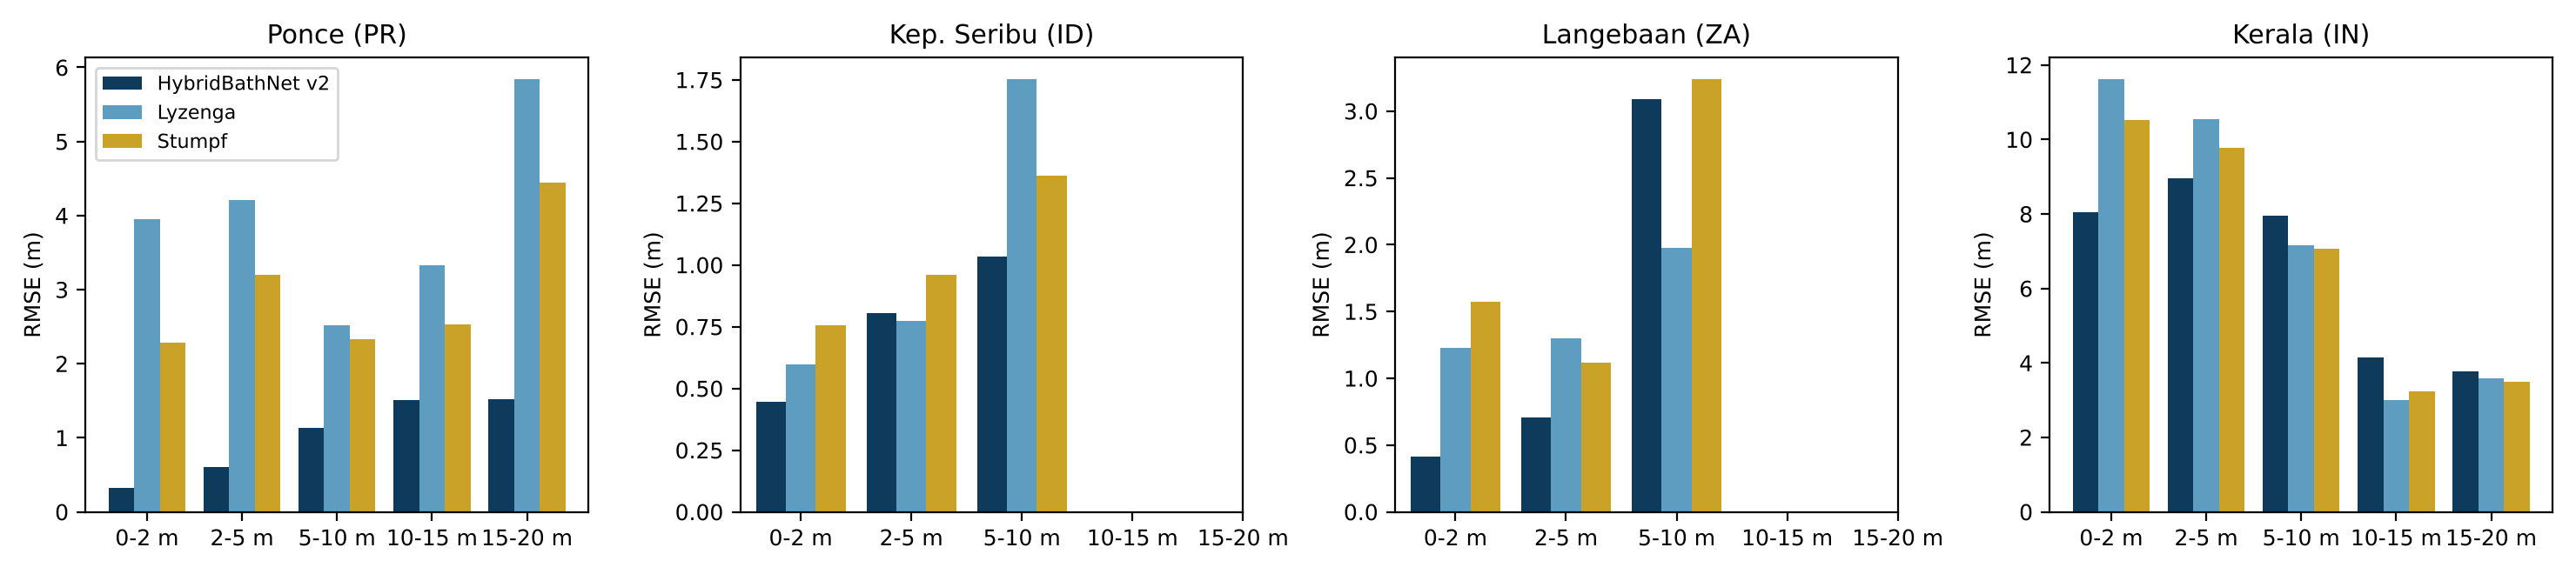 Ponce (PR)
RMSE (m)
6
5
4
3
2
1
0
HybridBathNet v2
Lyzenga
Stumpf
0-2 m 2-5 m 5-10 m 10-15 m 15-20 m
Kep. Seribu (ID)
RMSE (m)
1.75
1.50
1.25
1.00
0.75
0.50
0.25
0.00
0-2 m 2-5 m 5-10 m 10-15 m 15-20 m
Langebaan (ZA)
RMSE (m)
3.0
2.5
2.0
1.5
1.0
0.5
0.0
0-2 m 2-5 m 5-10 m 10-15 m 15-20 m
Kerala (IN)
RMSE (m)
12
10
8
6
4
2
0
0-2 m 2-5 m 5-10 m 10-15 m 15-20 m